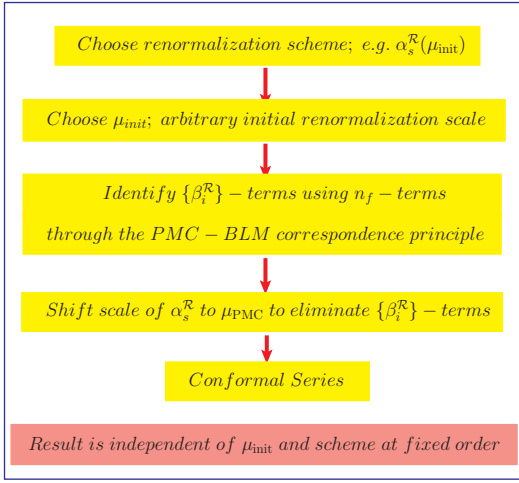 Choose renormalization scheme; e.g. α_s^ℛ(μ_init)
Choose μ_init; arbitrary initial renormalization scale
Identify {β_i^ℛ} − terms using n_f − terms
through the PMC − BLM correspondence principle
Shift scale of α_s^ℛ to μ_PMC to eliminate {β_i^ℛ} − terms
Conformal Series
Result is independent of μ_init and scheme at fixed order